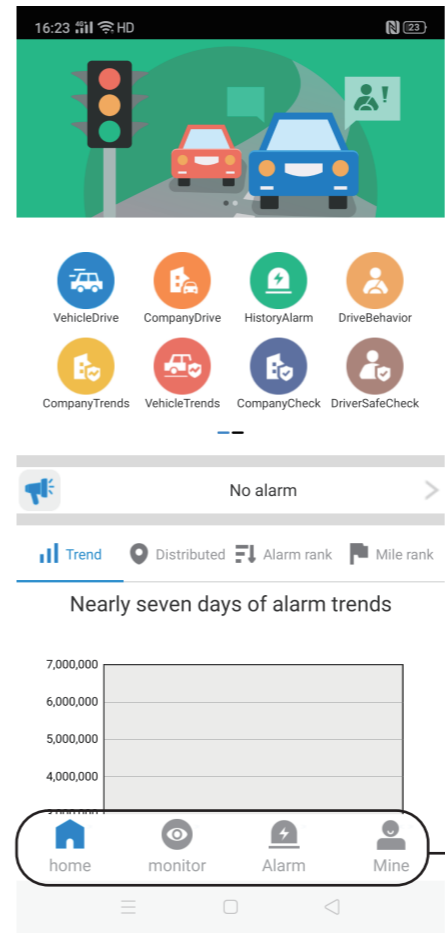 16:23 4G HD 23
VehicleDrive CompanyDrive HistoryAlarm DriveBehavior
CompanyTrends VehicleTrends CompanyCheck DriverSafeCheck
No alarm
Trend Distributed Alarm rank Mile rank
Nearly seven days of alarm trends
7,000,000
6,000,000
5,000,000
4,000,000
home monitor Alarm Mine